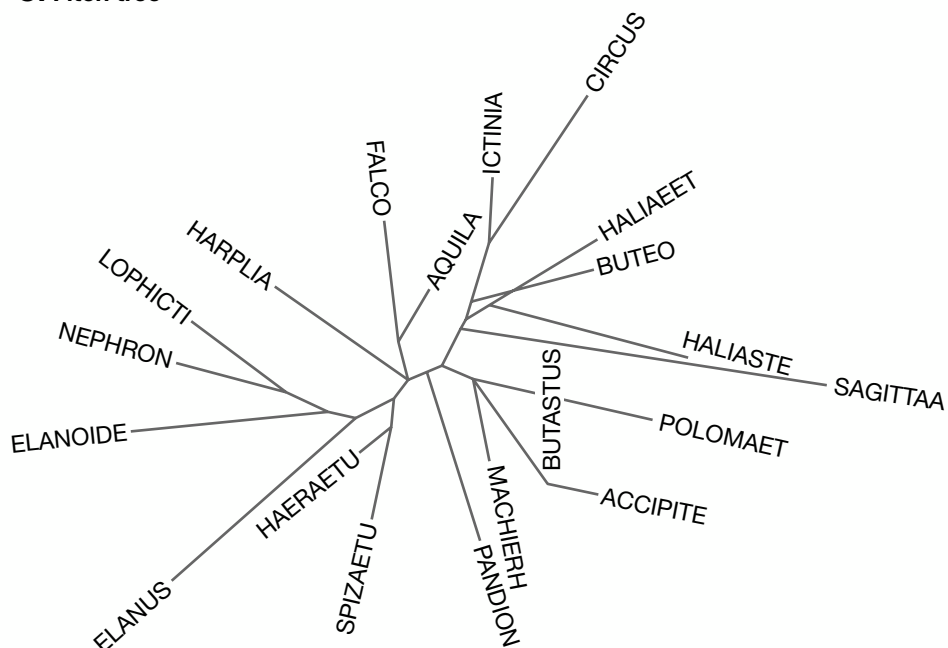 CIRCUS
ICTINIA
FALCO
HALIAEET
AQUILA
HARPLIA
BUTEO
LOPHICTI
NEPHRON
HALIASTE
SAGITTAA
BUTASTUS
ELANOIDE
POLOMAET
HAERAETU
ACCIPITE
MACHIERH
SPIZAETU
PANDION
ELANUS